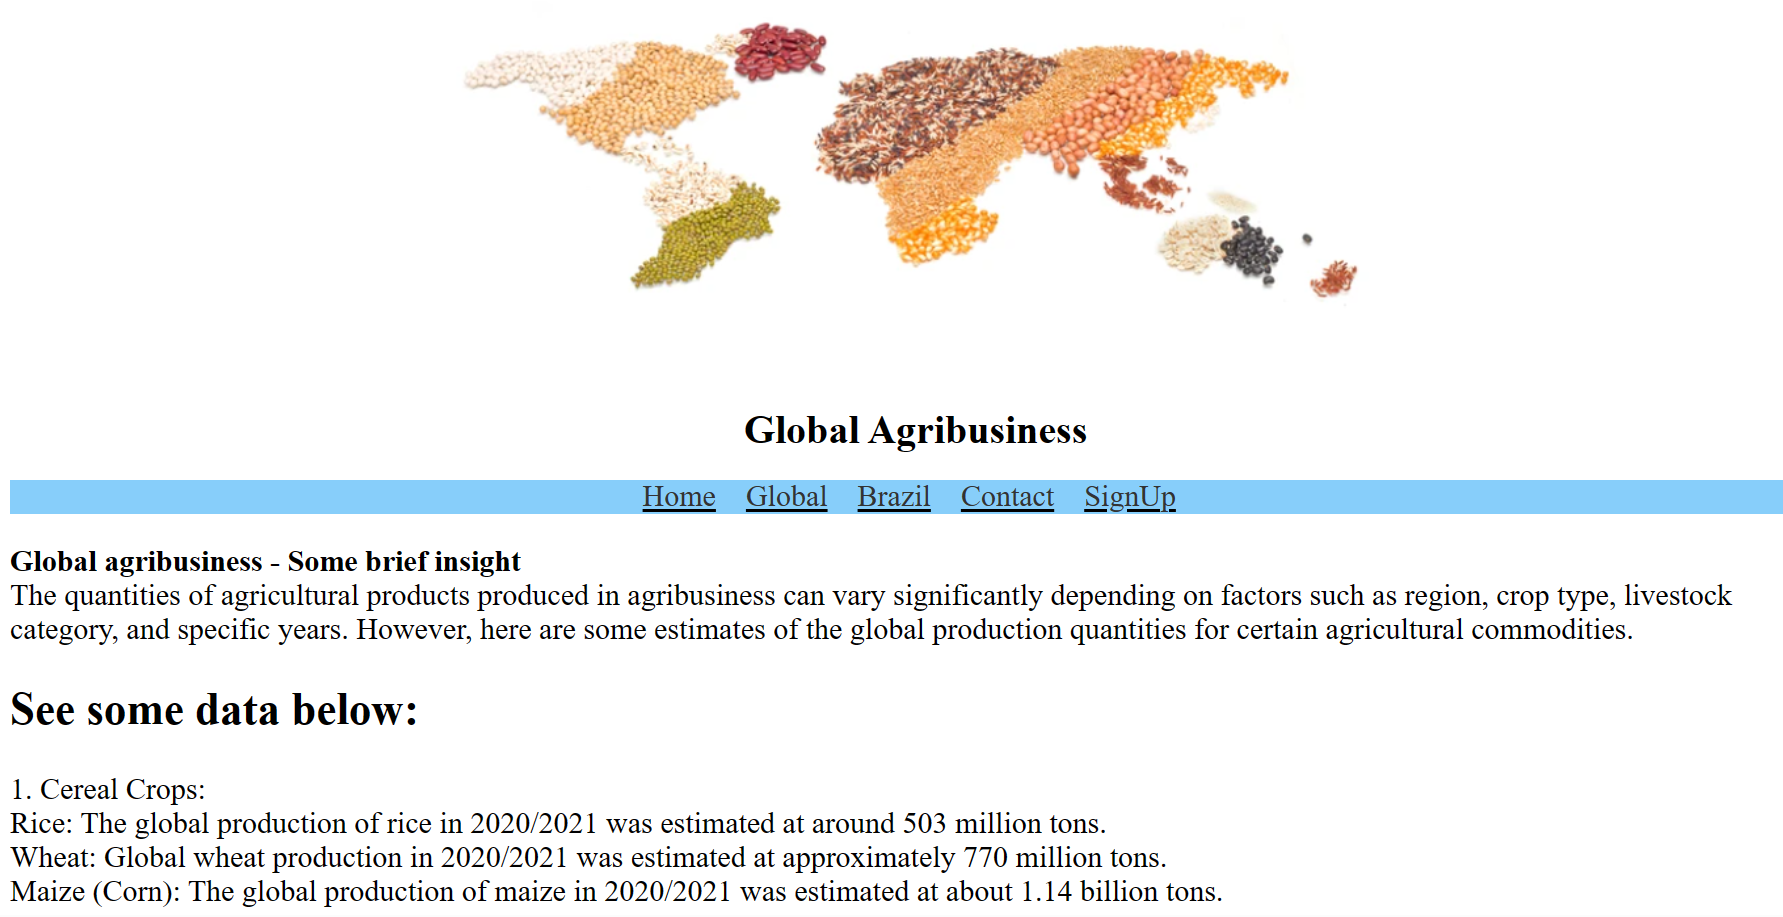 Global Agribusiness
Home Global Brazil Contact SignUp
Global agribusiness - Some brief insight
The quantities of agricultural products produced in agribusiness can vary significantly depending on factors such as region, crop type, livestock
category, and specific years. However, here are some estimates of the global production quantities for certain agricultural commodities.
See some data below:
1. Cereal Crops:
Rice: The global production of rice in 2020/2021 was estimated at around 503 million tons.
Wheat: Global wheat production in 2020/2021 was estimated at approximately 770 million tons.
Maize (Corn): The global production of maize in 2020/2021 was estimated at about 1.14 billion tons.